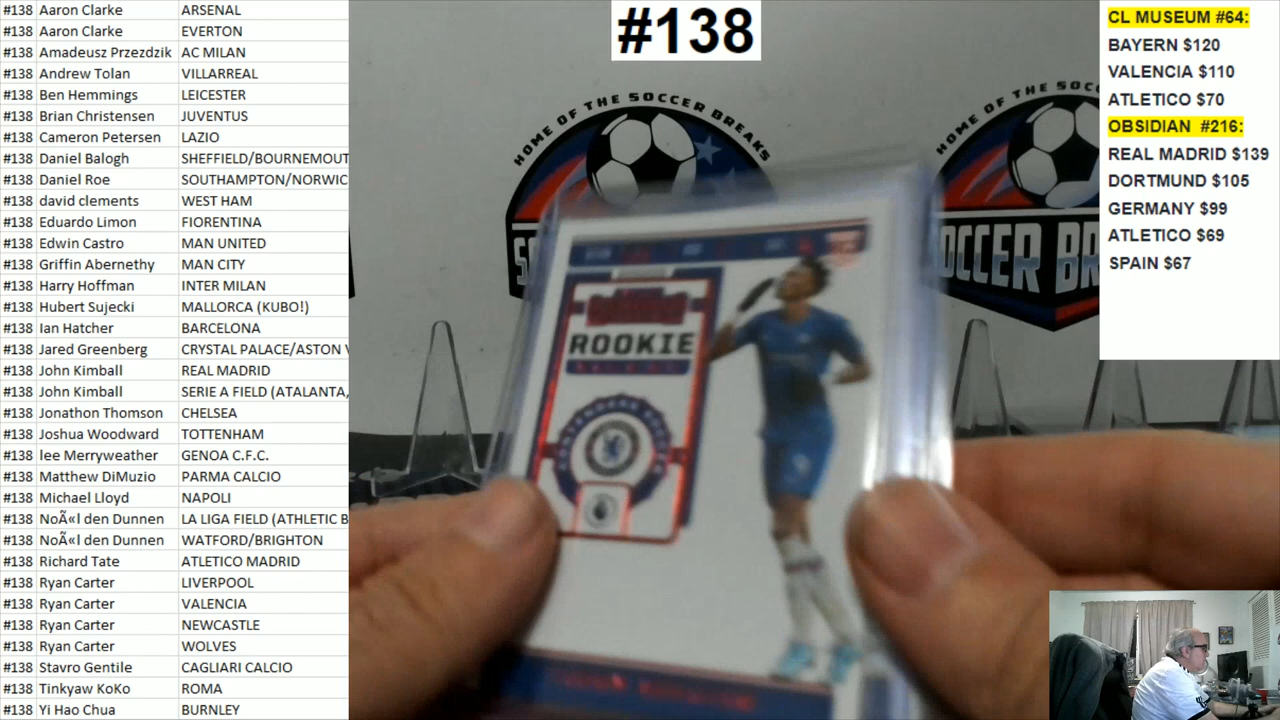 #138 Aaron Clarke ARSENAL
#138 Aaron Clarke EVERTON
#138 Amadeusz Przezdzik AC MILAN
#138 Andrew Tolan VILLARREAL
#138 Ben Hemmings LEICESTER
#138 Brian Christensen JUVENTUS
#138 Cameron Petersen LAZIO
#138 Daniel Balogh SHEFFIELD/BOURNEMOUT
#138 Daniel Roe SOUTHAMPTON/NORWIC
#138 david clements WEST HAM
#138 Eduardo Limon FIORENTINA
#138 Edwin Castro MAN UNITED
#138 Griffin Abernethy MAN CITY
#138 Harry Hoffman INTER MILAN
#138 Hubert Sujecki MALLORCA (KUBO!)
#138 Ian Hatcher BARCELONA
#138 Jared Greenberg CRYSTAL PALACE/ASTON V
#138 John Kimball REAL MADRID
#138 John Kimball SERIE A FIELD (ATALANTA,
#138 Jonathon Thomson CHELSEA
#138 Joshua Woodward TOTTENHAM
#138 lee Merryweather GENOA C.F.C.
#138 Matthew DiMuzio PARMA CALCIO
#138 Michael Lloyd NAPOLI
#138 NoÃ«l den Dunnen LA LIGA FIELD (ATHLETIC B
#138 NoÃ«l den Dunnen WATFORD/BRIGHTON
#138 Richard Tate ATLETICO MADRID
#138 Ryan Carter LIVERPOOL
#138 Ryan Carter VALENCIA
#138 Ryan Carter NEWCASTLE
#138 Ryan Carter WOLVES
#138 Stavro Gentile CAGLIARI CALCIO
#138 Tinkyaw KoKo ROMA
#138 Yi Hao Chua BURNLEY
#138
HOME OF THE SOCCER BREAKS
HOME OF THE SOCC
SOCCER BR
ROOKIE
CL MUSEUM #64:
BAYERN $120
VALENCIA $110
ATLETICO $70
OBSIDIAN #216:
REAL MADRID $139
DORTMUND $105
GERMANY $99
ATLETICO $69
SPAIN $67